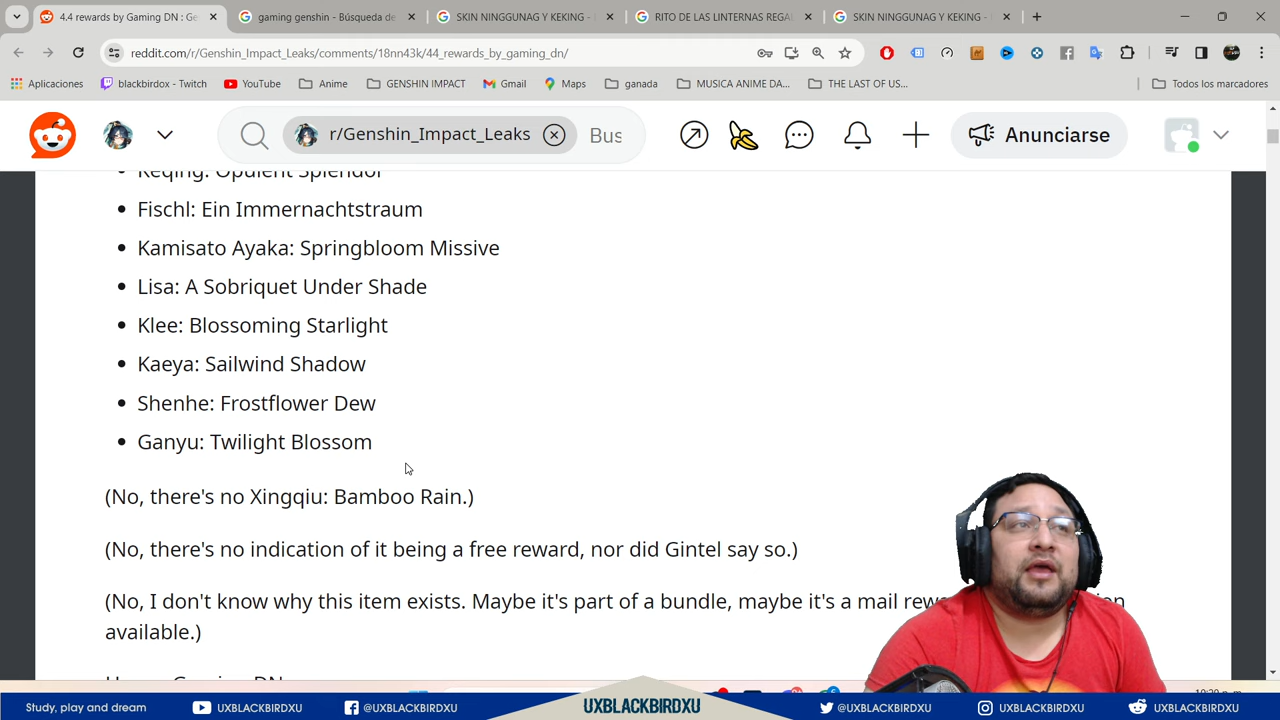 4.4 rewards by Gaming DN : Ge
gaming genshin - Búsqueda de
SKIN NINGGUNAG Y KEKING -
RITO DE LAS LINTERNAS REGAL
SKIN NINGGUNAG Y KEKING -
reddit.com/r/Genshin_Impact_Leaks/comments/18nn43k/44_rewards_by_gaming_dn/
Aplicaciones
blackbirdox - Twitch
YouTube
Anime
GENSHIN IMPACT
Gmail
Maps
ganada
MUSICA ANIME DA...
THE LAST OF US...
Todos los marcadores
r/Genshin_Impact_Leaks
Bus
Anunciarse
Keqing: Opulent Splendor
Fischl: Ein Immernachtstraum
Kamisato Ayaka: Springbloom Missive
Lisa: A Sobriquet Under Shade
Klee: Blossoming Starlight
Kaeya: Sailwind Shadow
Shenhe: Frostflower Dew
Ganyu: Twilight Blossom
(No, there's no Xingqiu: Bamboo Rain.)
(No, there's no indication of it being a free reward, nor did Gintel say so.)
(No, I don't know why this item exists. Maybe it's part of a bundle, maybe it's a mail
available.)
Study, play and dream
UXBLACKBIRDXU
@UXBLACKBIRDXU
UXBLACKBIRDXU
@UXBLACKBIRDXU
UXBLACKBIRDXU
UXBLACKBIRDXU